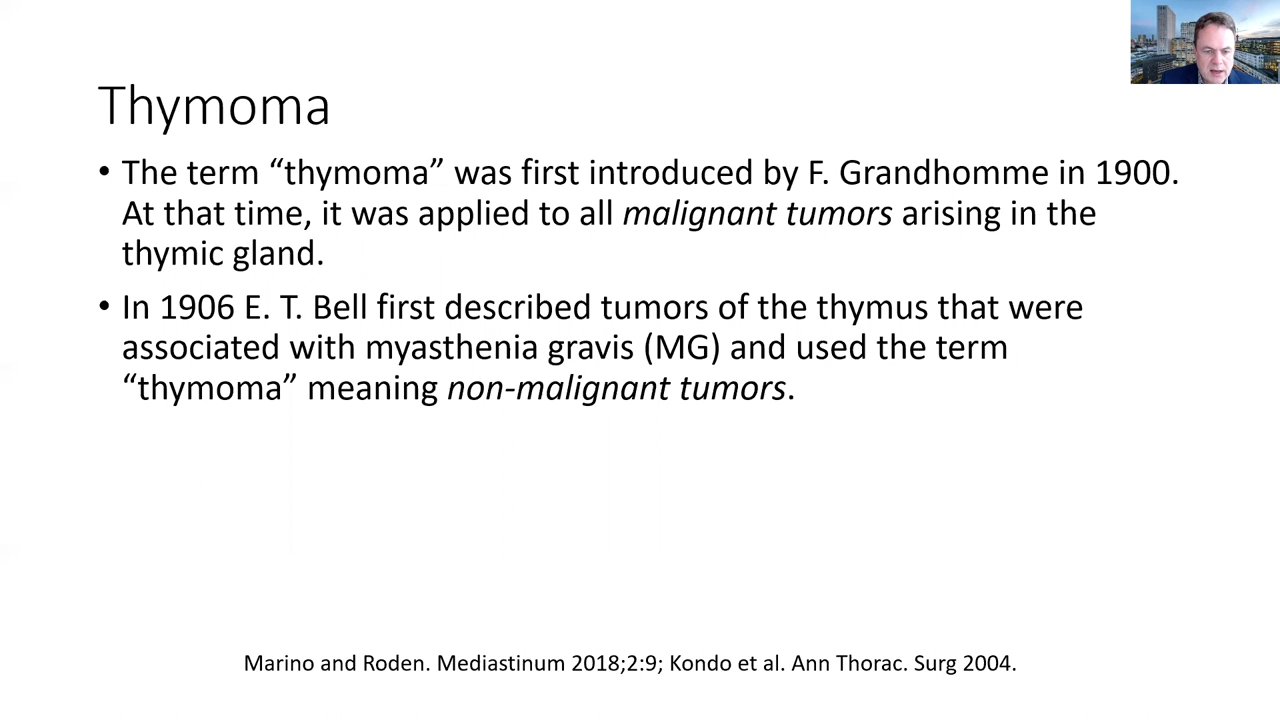 Thymoma
• The term “thymoma” was first introduced by F. Grandhomme in 1900.
At that time, it was applied to all malignant tumors arising in the
thymic gland.
• In 1906 E. T. Bell first described tumors of the thymus that were
associated with myasthenia gravis (MG) and used the term
“thymoma” meaning non-malignant tumors.
Marino and Roden. Mediastinum 2018;2:9; Kondo et al. Ann Thorac. Surg 2004.